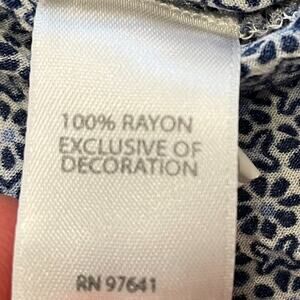 100% RAYON
EXCLUSIVE OF
DECORATION
RN 97641